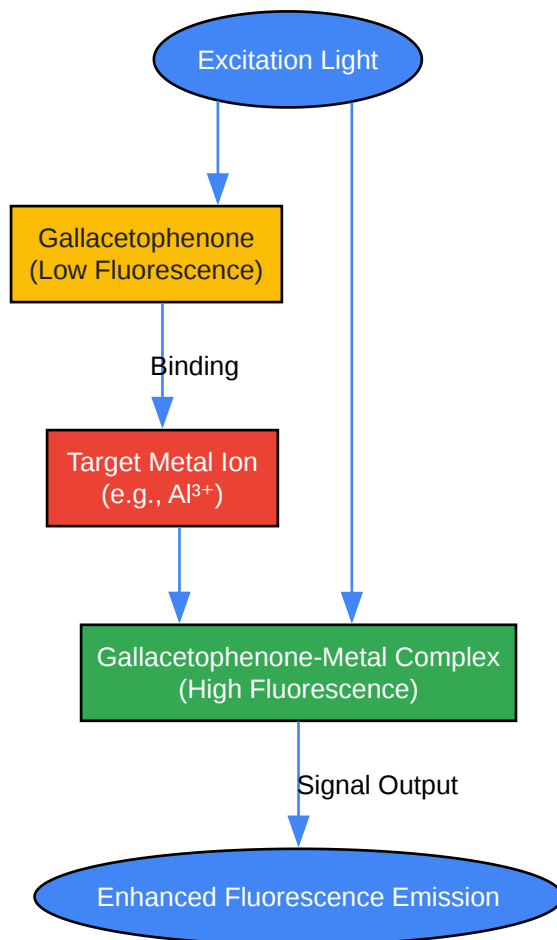 Excitation Light
Gallacetophenone
(Low Fluorescence)
Binding
Target Metal Ion
(e.g., Al³⁺)
Gallacetophenone-Metal Complex
(High Fluorescence)
Signal Output
Enhanced Fluorescence Emission